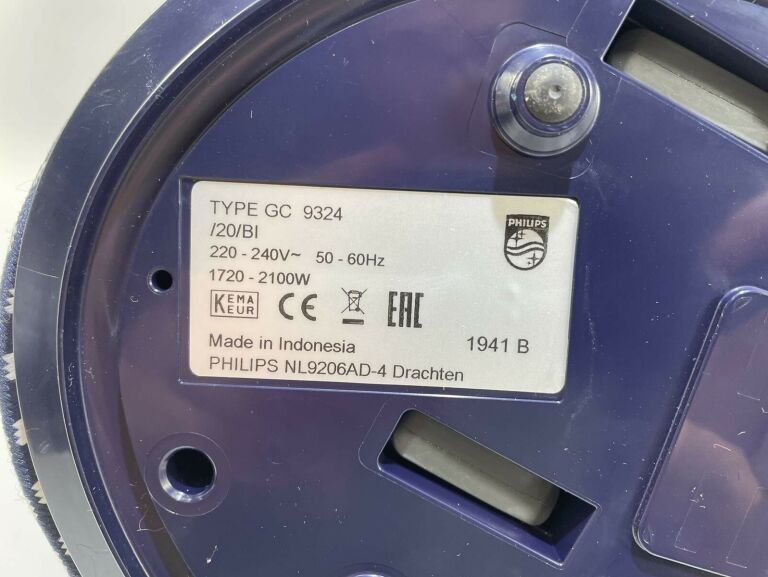 TYPE GC 9324
/20/BI
220 - 240V~ 50 - 60Hz
1720 - 2100W
PHILIPS
KEMA
KEUR
CE
EAC
Made in Indonesia
1941 B
PHILIPS NL9206AD-4 Drachten